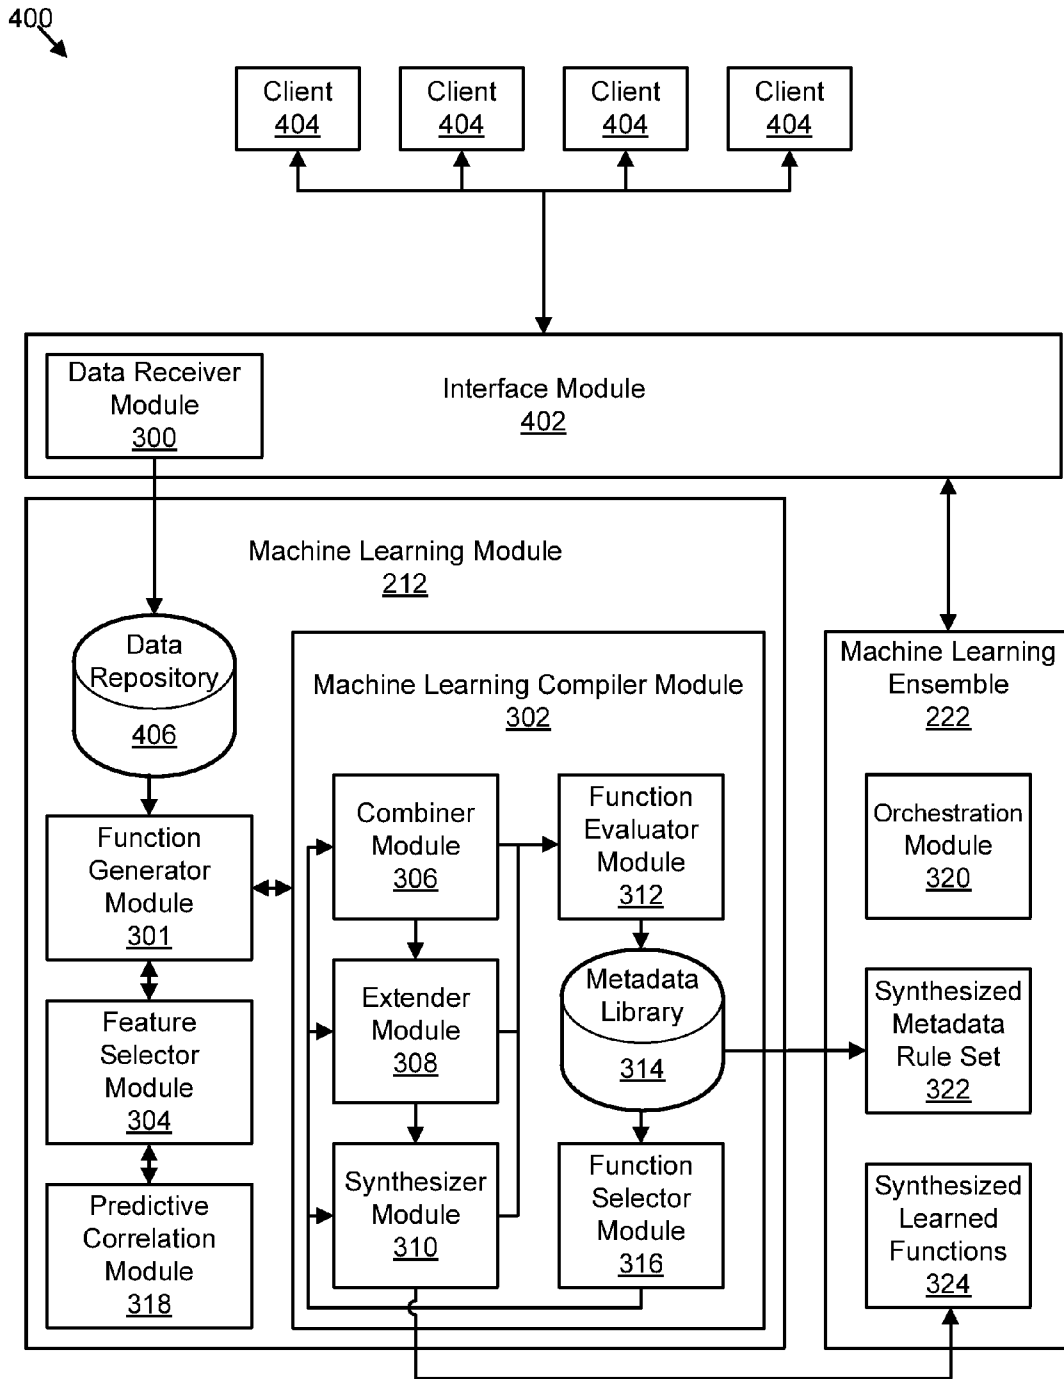 400
Client
404
Client
404
Client
404
Client
404
Data Receiver
Module
300
Interface Module
402
Machine Learning Module
212
Data
Repository
406
Machine Learning Compiler Module
302
Machine Learning
Ensemble
222
Function
Generator
Module
301
Combiner
Module
306
Function
Evaluator
Module
312
Orchestration
Module
320
Feature
Selector
Module
304
Extender
Module
308
Metadata
Library
314
Synthesized
Metadata
Rule Set
322
Predictive
Correlation
Module
318
Synthesizer
Module
310
Function
Selector
Module
316
Synthesized
Learned
Functions
324